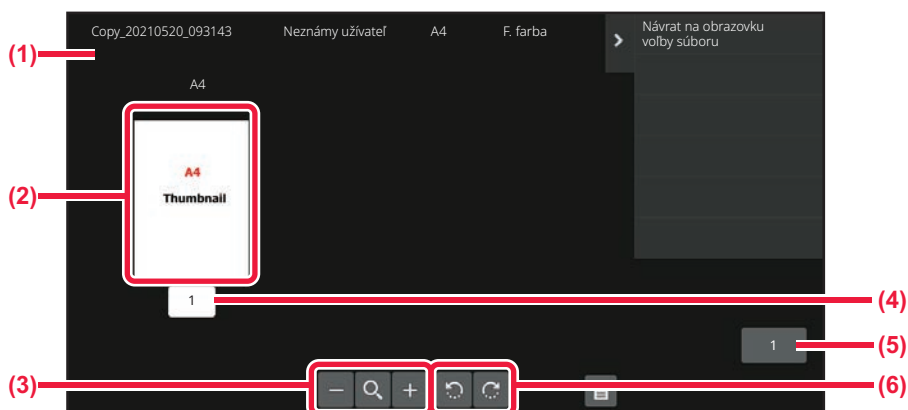 Copy_20210520_093143 Neznámy užívateľ A4 F. farba
Návrat na obrazovku
voľby súboru
(1)
A4
A4
Thumbnail
(2)
1
(4)
1
(5)
(3)
(6)